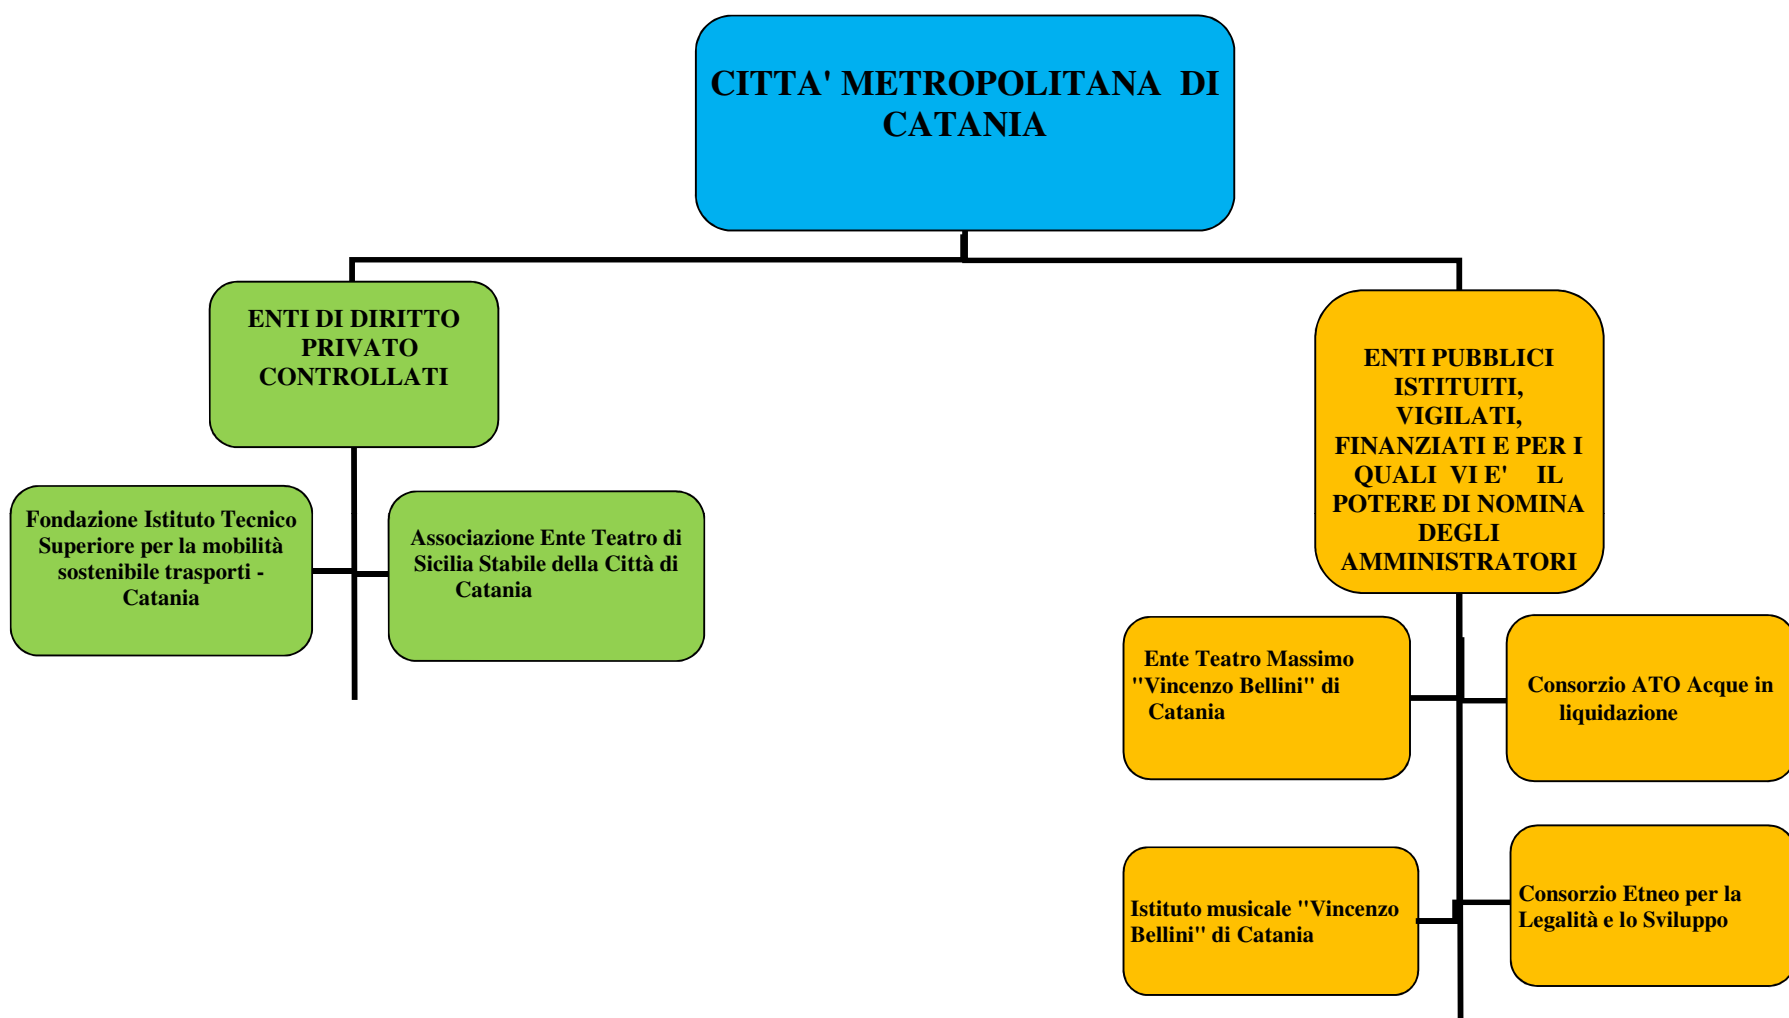 CITTA' METROPOLITANA DI
CATANIA
ENTI DI DIRITTO
PRIVATO
CONTROLLATI
ENTI PUBBLICI
ISTITUITI,
VIGILATI,
FINANZIATI E PER I
QUALI VI E' IL
POTERE DI NOMINA
DEGLI
AMMINISTRATORI
Fondazione Istituto Tecnico
Superiore per la mobilità
sostenibile trasporti -
Catania
Associazione Ente Teatro di
Sicilia Stabile della Città di
Catania
Ente Teatro Massimo
"Vincenzo Bellini" di
Catania
Consorzio ATO Acque in
liquidazione
Istituto musicale "Vincenzo
Bellini" di Catania
Consorzio Etneo per la
Legalità e lo Sviluppo